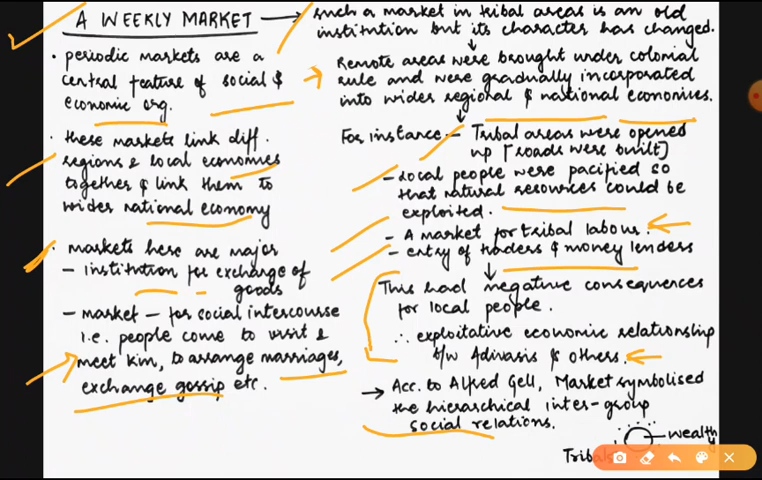 A WEEKLY MARKET
· periodic markets are a
central feature of social &
economic org.
· these markets link diff.
regions & local economies
together & link them to
wider national economy
· markets here are major
- institution for exchange of
goods
- market - for social intercourse
i.e. people come to visit &
meet kin, to arrange marriages,
exchange gossip etc.
such a market in tribal areas is an old
institution but its character has changed.
Remote areas were brought under colonial
rule and were gradually incorporated
into wider regional & national economies.
For instance - Tribal areas were opened
up [roads were built]
- Local people were pacified so
that natural resources could be
exploited.
- A market for tribal labour.
- entry of traders & money lenders
This had negative consequences
for local people.
∴ exploitative economic relationship
b/w Adivasis & others.
→ Acc. to Alfred Gell, Market symbolised
the hierarchical inter-group
social relations.
wealthy